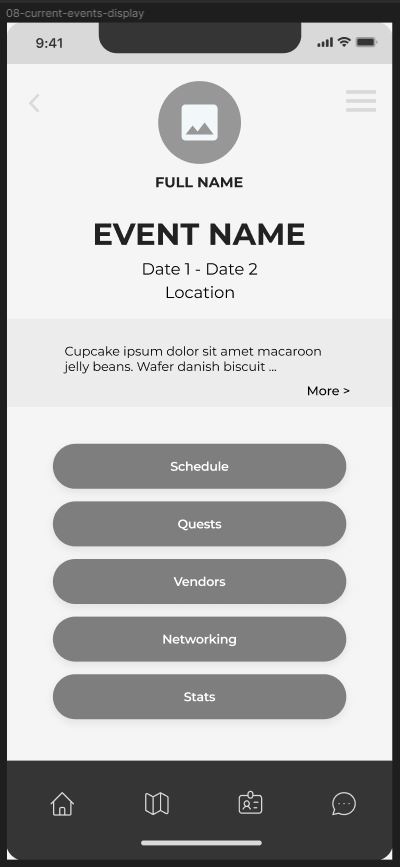 08-current-events-display
9:41
FULL NAME
EVENT NAME
Date 1 - Date 2
Location
Cupcake ipsum dolor sit amet macaroon
jelly beans. Wafer danish biscuit ...
More >
Schedule
Quests
Vendors
Networking
Stats